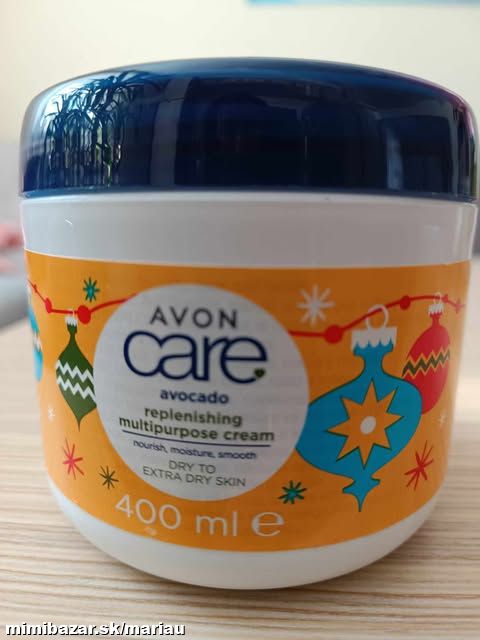 AVON
care
avocado
replenishing
multipurpose cream
nourish, moisture, smooth
DRY TO
EXTRA DRY SKIN
400 ml e
mimibazar.sk/mariau